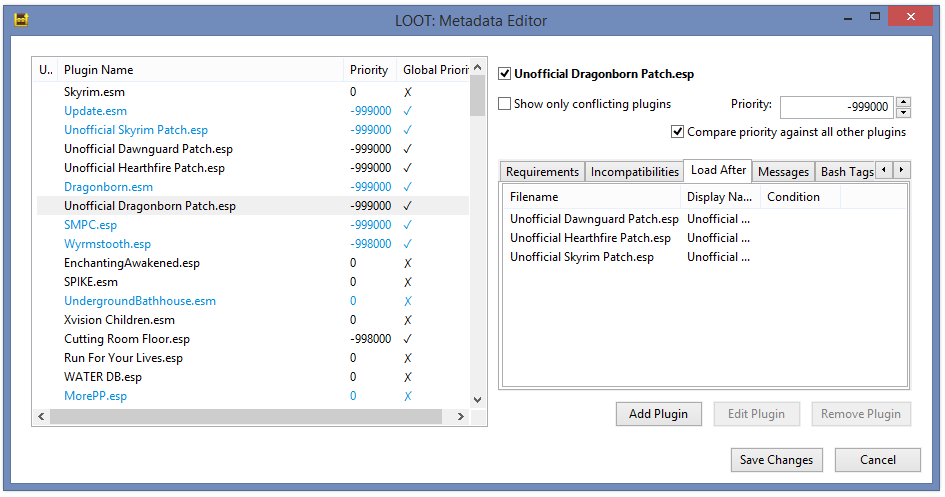 LOOT: Metadata Editor
U.. Plugin Name Priority Global Priorit
Skyrim.esm 0 ✗
Update.esm -999000 ✓
Unofficial Skyrim Patch.esp -999000 ✓
Unofficial Dawnguard Patch.esp -999000 ✓
Unofficial Hearthfire Patch.esp -999000 ✓
Dragonborn.esm -999000 ✓
Unofficial Dragonborn Patch.esp -999000 ✓
SMPC.esp -999000 ✓
Wyrmstooth.esp -998000 ✓
EnchantingAwakened.esp 0 ✗
SPIKE.esm 0 ✗
UndergroundBathhouse.esm 0 ✗
Xvision Children.esm 0 ✗
Cutting Room Floor.esp -998000 ✓
Run For Your Lives.esp 0 ✗
WATER DB.esp 0 ✗
MorePP.esp 0 ✗
Unofficial Dragonborn Patch.esp
Show only conflicting plugins Priority: -999000
Compare priority against all other plugins
Requirements Incompatibilities Load After Messages Bash Tags
Filename Display Na... Condition
Unofficial Dawnguard Patch.esp Unofficial ...
Unofficial Hearthfire Patch.esp Unofficial ...
Unofficial Skyrim Patch.esp Unofficial ...
Add Plugin Edit Plugin Remove Plugin
Save Changes Cancel